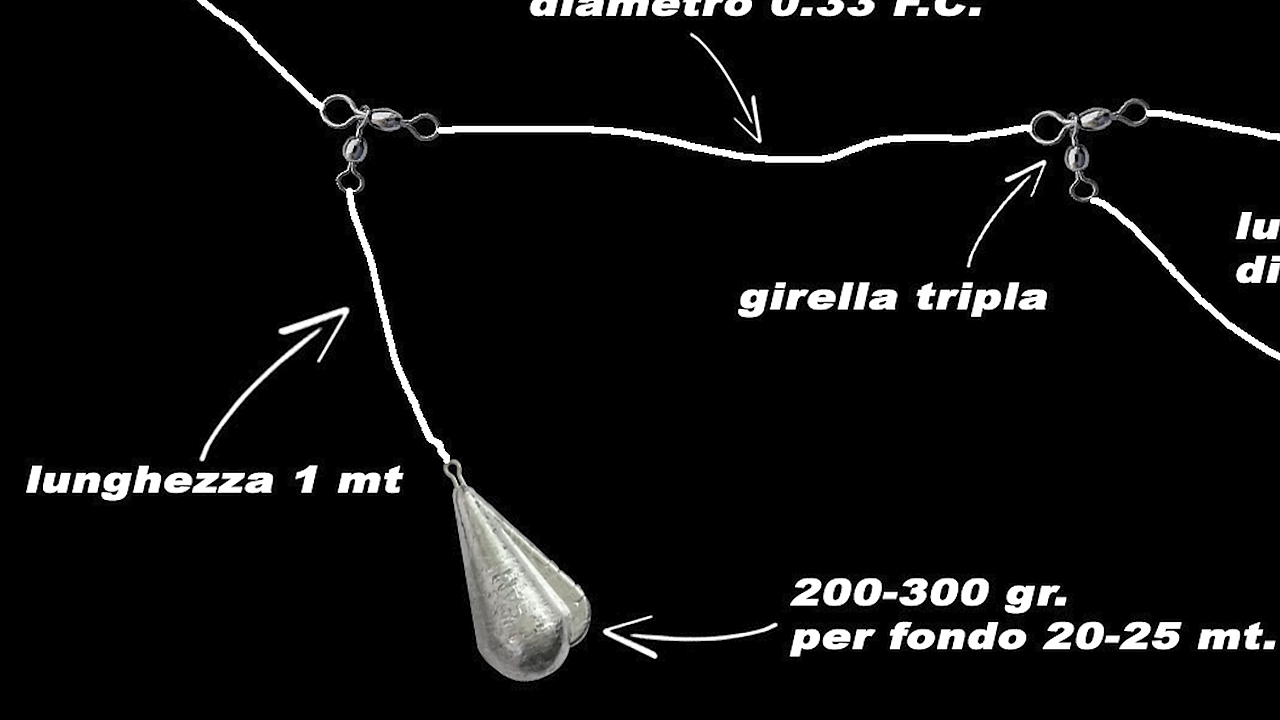 diametro 0.33 F.C.
girella tripla
lunghezza 1 mt
200-300 gr.
per fondo 20-25 mt.